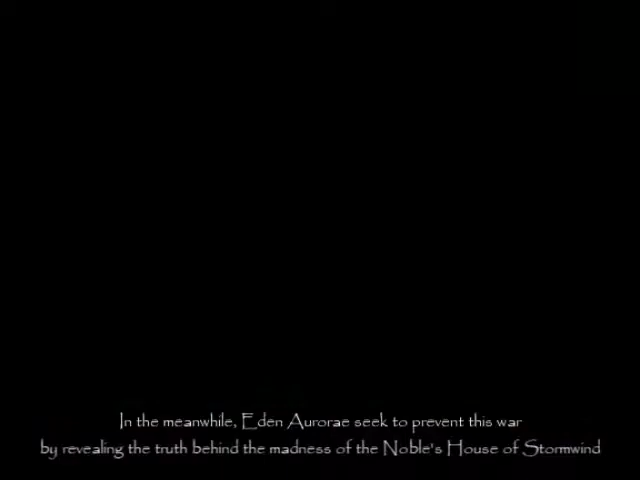 In the meanwhile, Eden Aurorae seek to prevent this war
by revealing the truth behind the madness of the Noble's House of Stormwind